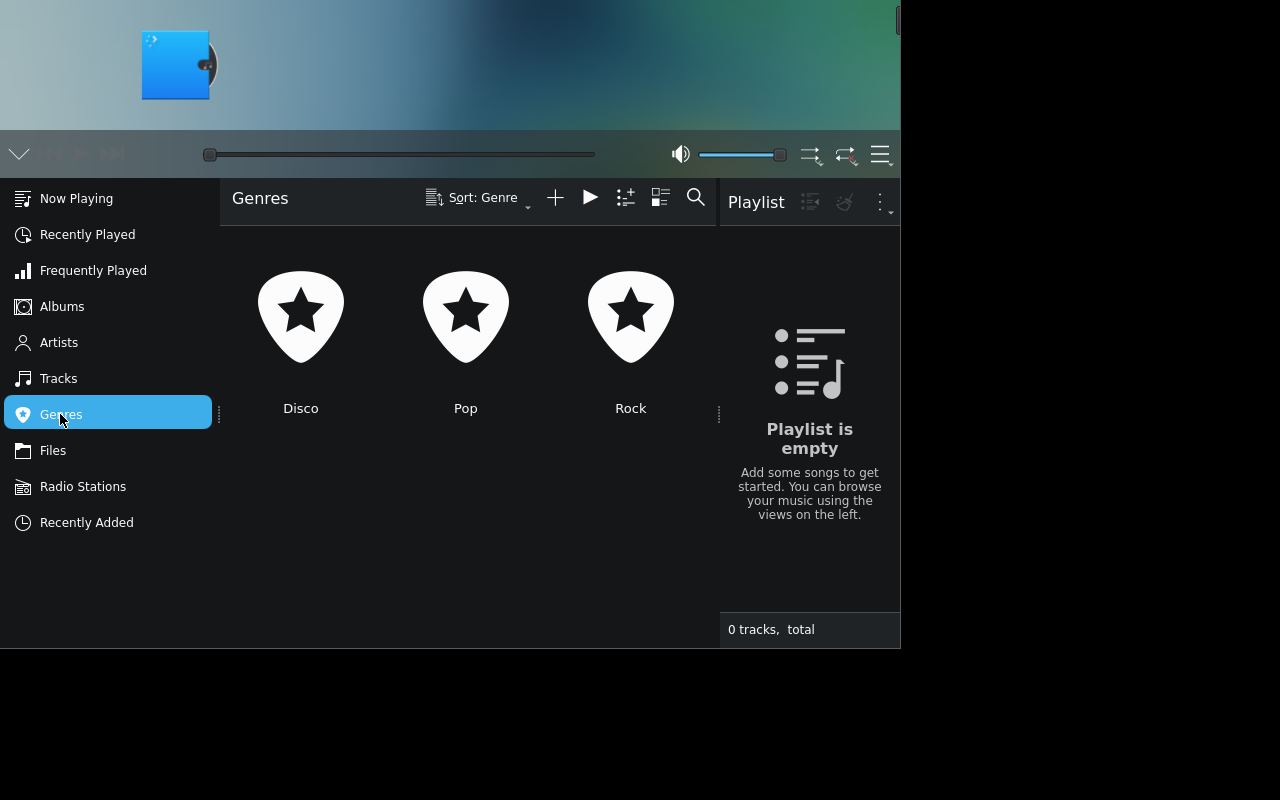 Now Playing
Recently Played
Frequently Played
Albums
Artists
Tracks
Genres
Files
Radio Stations
Recently Added
Genres
Sort: Genre
Disco
Pop
Rock
Playlist
Playlist is
empty
Add some songs to get
started. You can browse
your music using the
views on the left.
0 tracks,  total